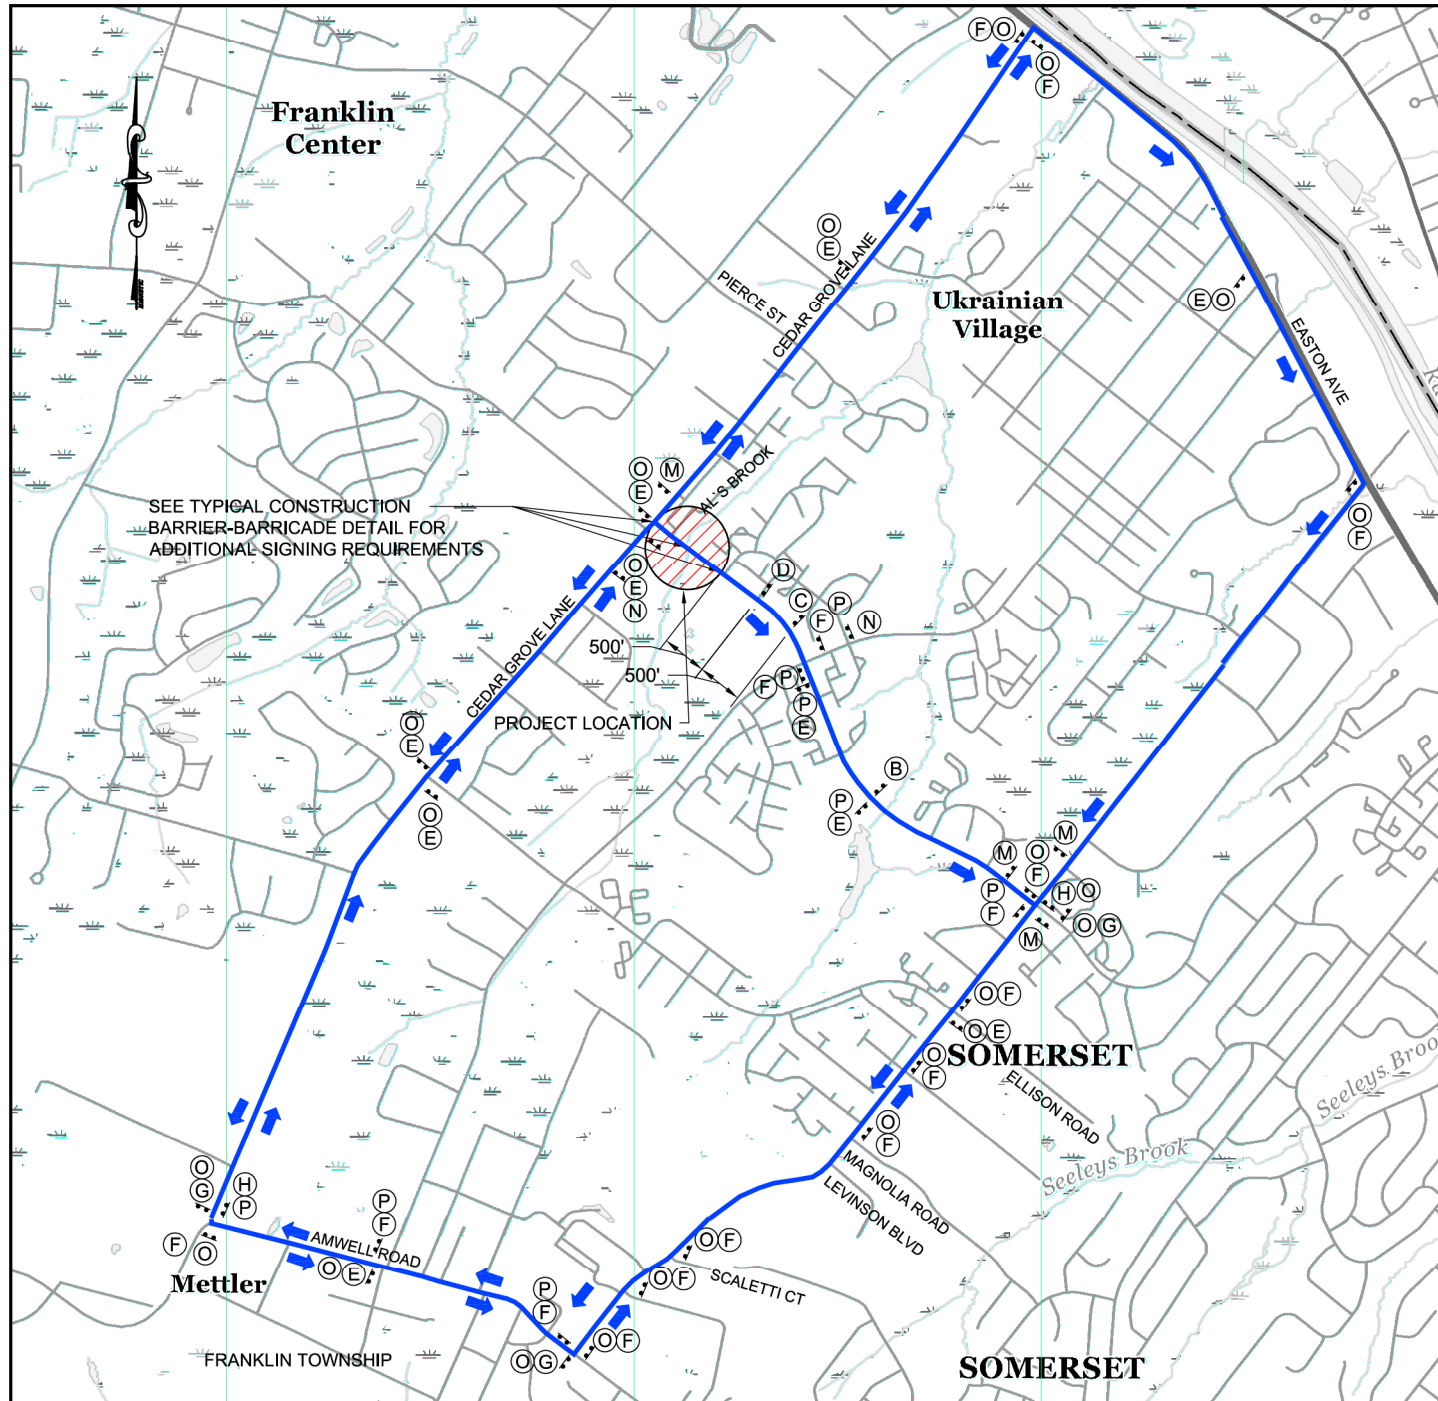 F O
O
F
Franklin
Center
O
E
PIERCE ST
CEDAR GROVE LANE
Ukrainian
Village
E O
EASTON AVE
O M
E
AL'S BROOK
SEE TYPICAL CONSTRUCTION
BARRIER-BARRICADE DETAIL FOR
ADDITIONAL SIGNING REQUIREMENTS
O
F
O
E
N
D
C P
F N
CEDAR GROVE LANE
500'
500'
F P
P
E
PROJECT LOCATION
O
E
B
P
E
O
E
M
M O
F
P
F
H O
O G
M
O F
O E
SOMERSET
O
F
ELLISON ROAD
Seeleys Broo
O
F
MAGNOLIA ROAD
Seeleys Brook
LEVINSON BLVD
O
G
H
P
P
F
F O
AMWELL ROAD
O E
Mettler
O F
O F
SCALETTI CT
P
F
O F
O G
FRANKLIN TOWNSHIP
SOMERSET